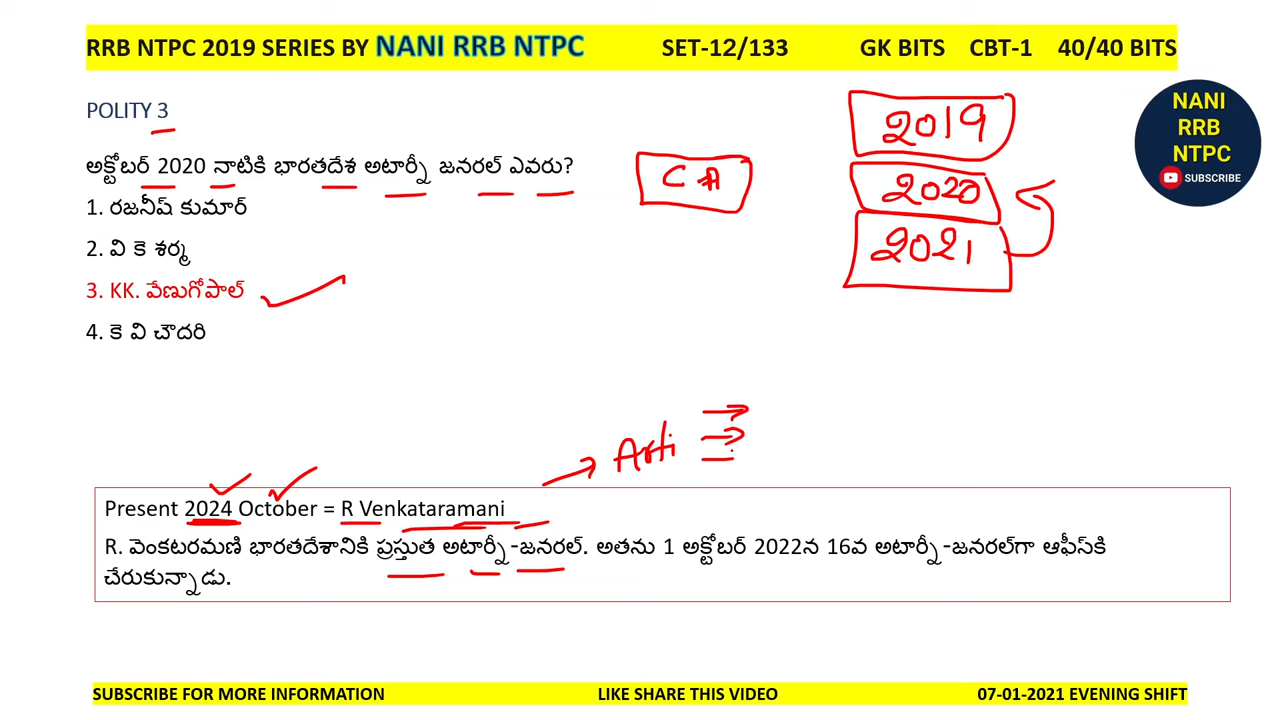 RRB NTPC 2019 SERIES BY NANI RRB NTPC SET-12/133 GK BITS CBT-1 40/40 BITS
NANI
RRB
NTPC
SUBSCRIBE
POLITY 3
2019
అక్టోబర్ 2020 నాటికి భారతదేశ అటార్నీ జనరల్ ఎవరు?
CA
2020
1. రజనీష్ కుమార్
2. వి కె శర్మ
2021
3. KK. వేణుగోపాల్
4. కె వి చౌదరి
Arti
Present 2024 October = R Venkataramani
R. వెంకటరమణి భారతదేశానికి ప్రస్తుత అటార్నీ-జనరల్. అతను 1 అక్టోబర్ 2022న 16వ అటార్నీ-జనరల్‌గా ఆఫీస్‌కి
చేరుకున్నాడు.
SUBSCRIBE FOR MORE INFORMATION LIKE SHARE THIS VIDEO 07-01-2021 EVENING SHIFT